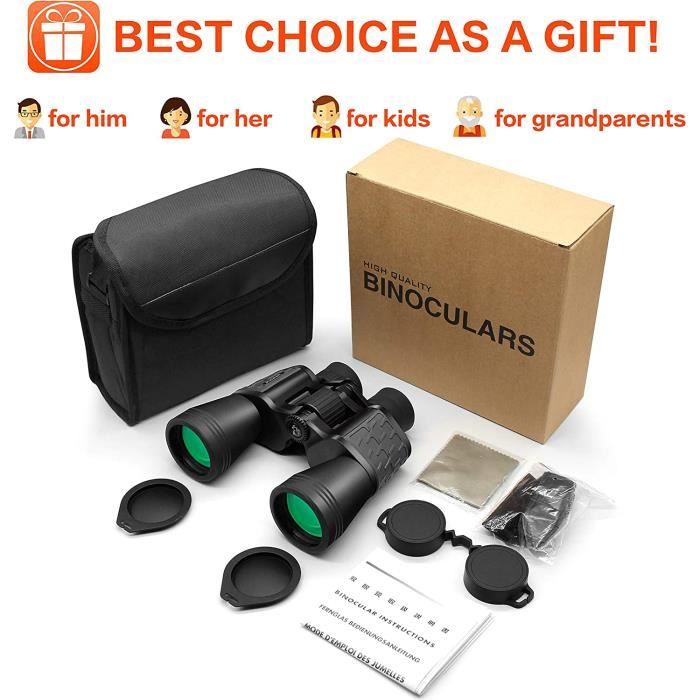 BEST CHOICE AS A GIFT!
for him
for her
for kids
for grandparents
HIGH QUALITY
BINOCULARS
BINOCULAR INSTRUCTIONS
FERNGLAS BEDIENUNGSANLEITUNG
MODE D'EMPLOI DES JUMELLES